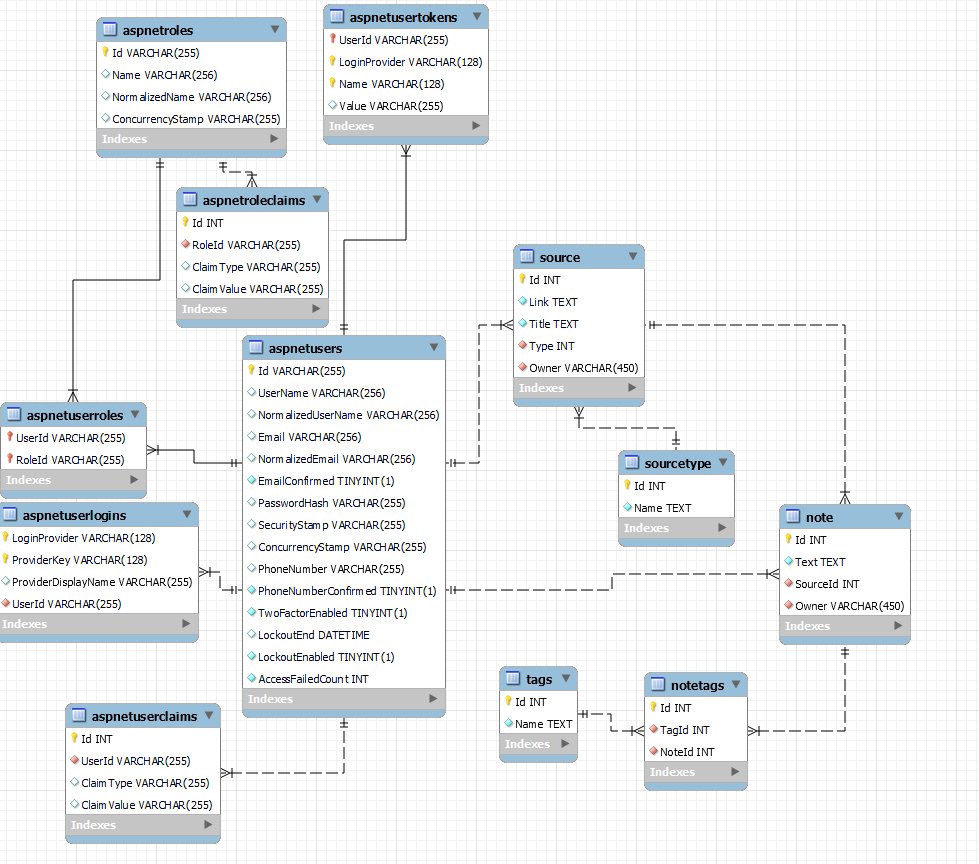 aspnetroles
Id VARCHAR(255)
Name VARCHAR(256)
NormalizedName VARCHAR(256)
ConcurrencyStamp VARCHAR(255)
Indexes
aspnetusertokens
UserId VARCHAR(255)
LoginProvider VARCHAR(128)
Name VARCHAR(128)
Value VARCHAR(255)
Indexes
aspnetroleclaims
Id INT
RoleId VARCHAR(255)
ClaimType VARCHAR(255)
ClaimValue VARCHAR(255)
Indexes
source
Id INT
Link TEXT
Title TEXT
Type INT
Owner VARCHAR(450)
Indexes
aspnetusers
Id VARCHAR(255)
UserName VARCHAR(256)
NormalizedUserName VARCHAR(256)
Email VARCHAR(256)
NormalizedEmail VARCHAR(256)
EmailConfirmed TINYINT(1)
PasswordHash VARCHAR(255)
SecurityStamp VARCHAR(255)
ConcurrencyStamp VARCHAR(255)
PhoneNumber VARCHAR(255)
PhoneNumberConfirmed TINYINT(1)
TwoFactorEnabled TINYINT(1)
LockoutEnd DATETIME
LockoutEnabled TINYINT(1)
AccessFailedCount INT
Indexes
aspnetuserroles
UserId VARCHAR(255)
RoleId VARCHAR(255)
Indexes
sourcetype
Id INT
Name TEXT
Indexes
aspnetuserlogins
LoginProvider VARCHAR(128)
ProviderKey VARCHAR(128)
ProviderDisplayName VARCHAR(255)
UserId VARCHAR(255)
Indexes
note
Id INT
Text TEXT
SourceId INT
Owner VARCHAR(450)
Indexes
tags
Id INT
Name TEXT
Indexes
notetags
Id INT
TagId INT
NoteId INT
Indexes
aspnetuserclaims
Id INT
UserId VARCHAR(255)
ClaimType VARCHAR(255)
ClaimValue VARCHAR(255)
Indexes